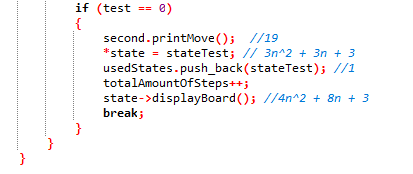 if (test == 0)
{
second.printMove(); //19
*state = stateTest; // 3n^2 + 3n + 3
usedStates.push_back(stateTest); //1
totalAmountOfSteps++;
state->displayBoard(); //4n^2 + 8n + 3
break;
}
}
}